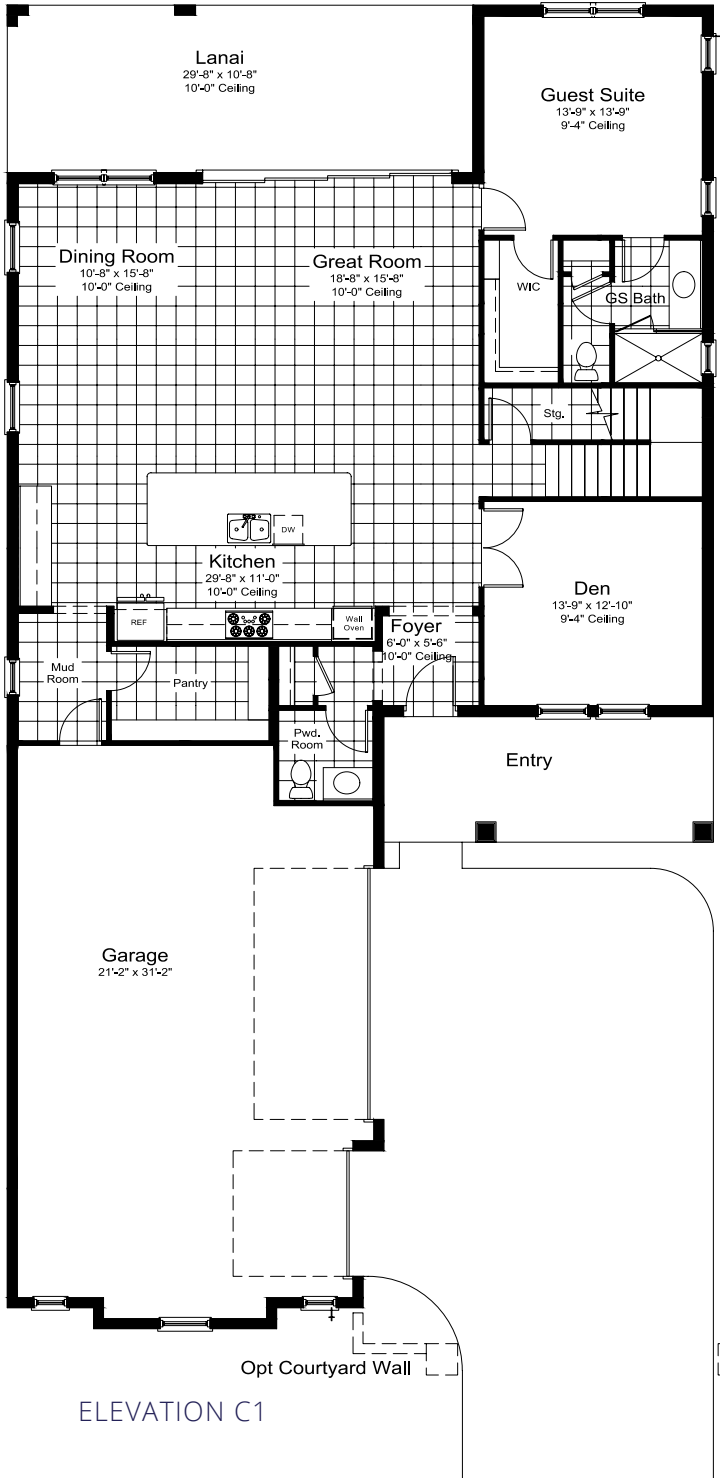 Lanai
29'-8" x 10'-8"
10'-0" Ceiling
Guest Suite
13'-9" x 13'-9"
9'-4" Ceiling
Dining Room
10'-8" x 15'-8"
10'-0" Ceiling
Great Room
18'-8" x 15'-8"
10'-0" Ceiling
WIC
GS Bath
Stg.
DW
Kitchen
29'-8" x 11'-0"
10'-0" Ceiling
Den
13'-9" x 12'-10"
9'-4" Ceiling
REF
Wall
Oven
Foyer
6'-0" x 5'-6"
10'-0" Ceiling
Mud
Room
Pantry
Pwd.
Room
Entry
Garage
21'-2" x 31'-2"
Opt Courtyard Wall
ELEVATION C1